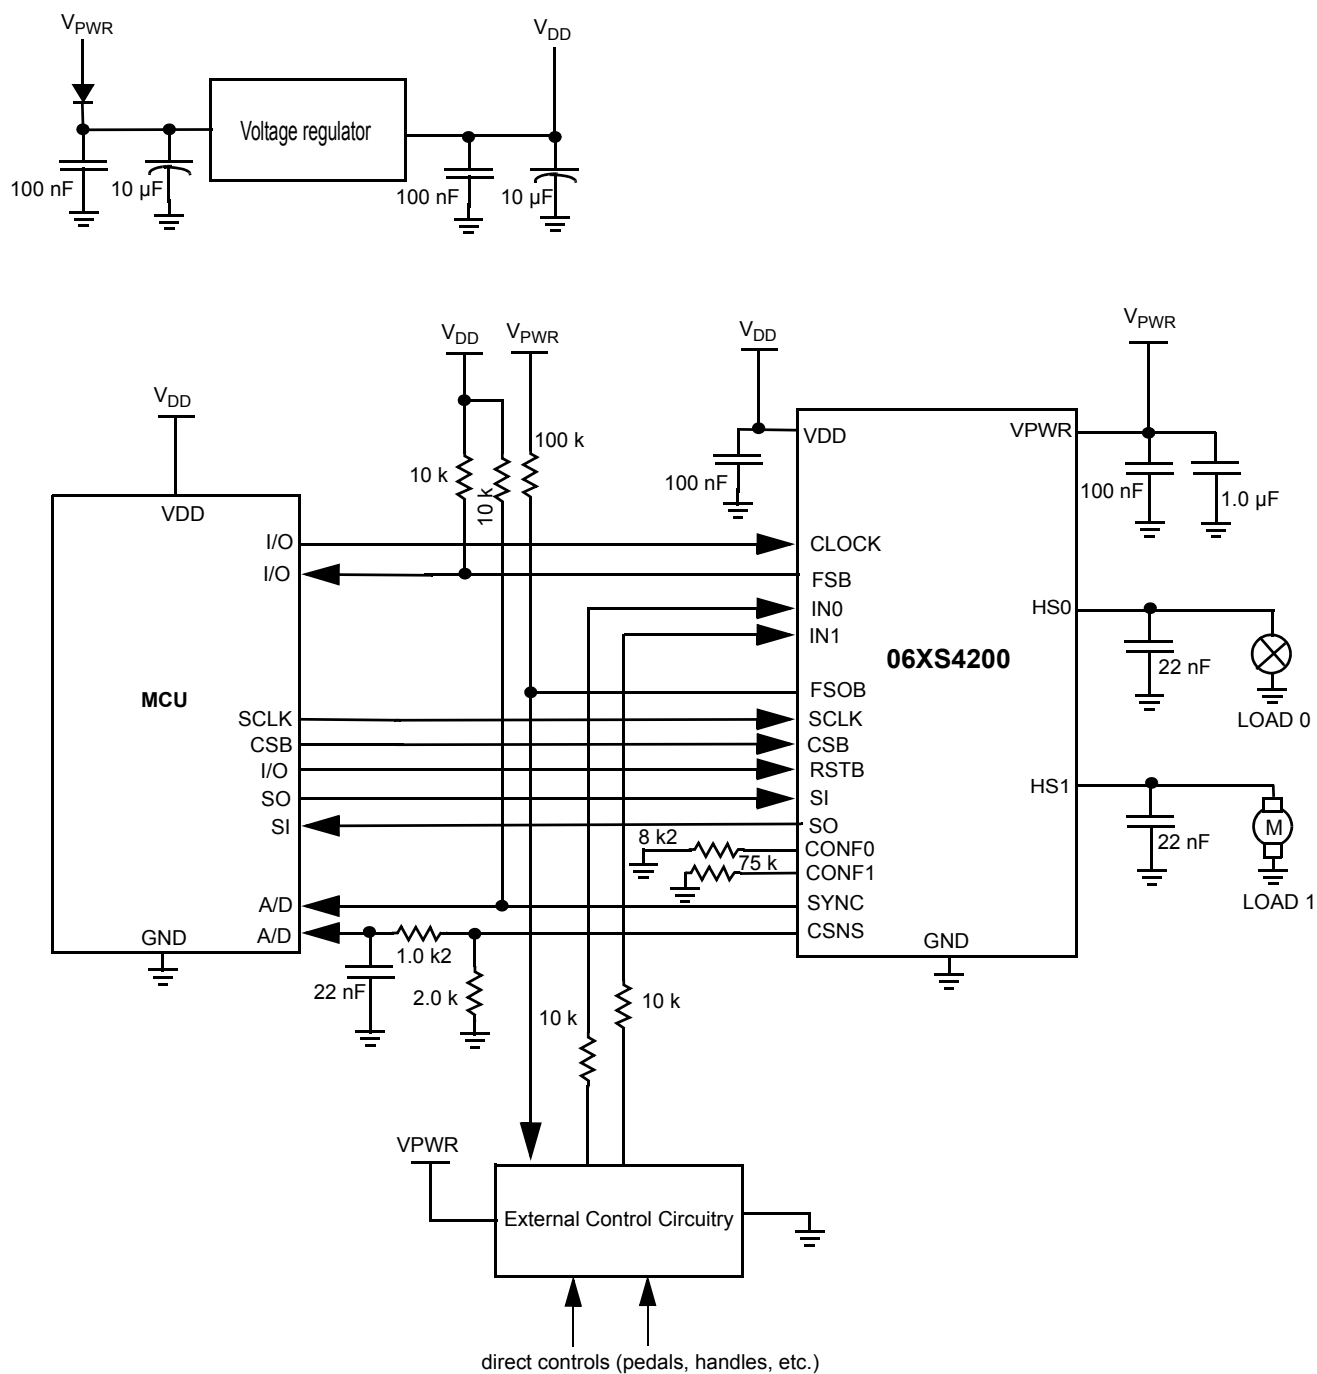 VPWR
VDD
Voltage regulator
100 nF
10 µF
100 nF
10 µF
VDD
VPWR
VDD
VPWR
VDD
100 k
10 k
10 k
VDD
VPWR
100 nF
100 nF
1.0 µF
VDD
I/O
I/O
CLOCK
FSB
IN0
IN1
HS0
22 nF
LOAD 0
06XS4200
MCU
FSOB
SCLK
SCLK
CSB
CSB
I/O
RSTB
SO
SI
SI
SO
HS1
22 nF
M
LOAD 1
8 k2
CONF0
75 k
CONF1
A/D
SYNC
A/D
CSNS
GND
GND
1.0 k2
22 nF
2.0 k
10 k
10 k
VPWR
External Control Circuitry
direct controls (pedals, handles, etc.)